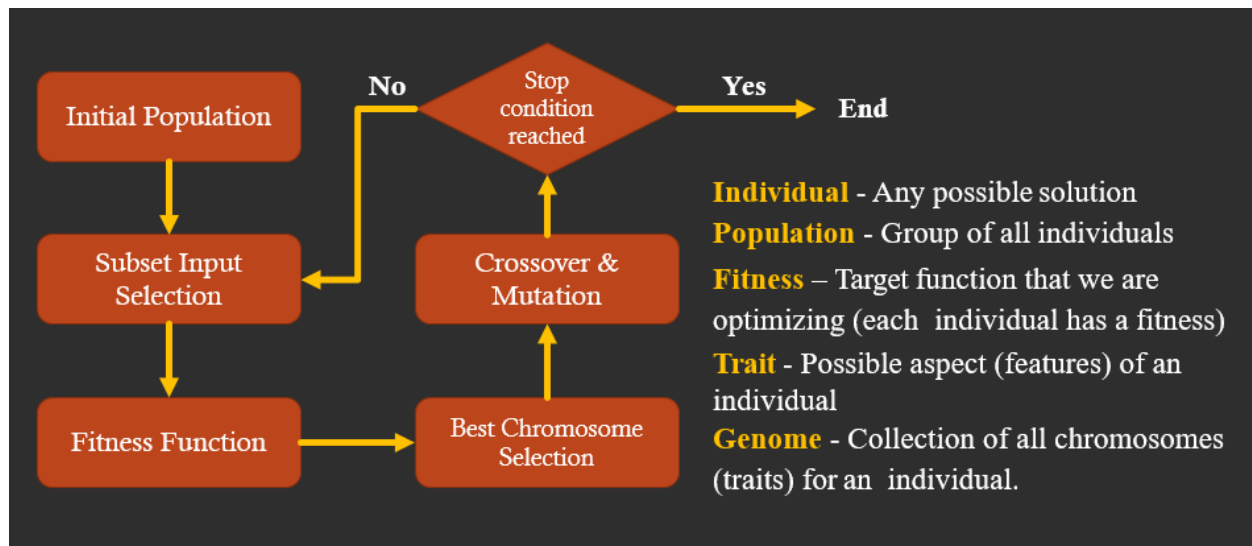 Initial Population
Subset Input
Selection
Fitness Function
Best Chromosome
Selection
Crossover &
Mutation
Stop
condition
reached
No
Yes
End
Individual - Any possible solution
Population - Group of all individuals
Fitness – Target function that we are
optimizing (each individual has a fitness)
Trait - Possible aspect (features) of an
individual
Genome - Collection of all chromosomes
(traits) for an individual.